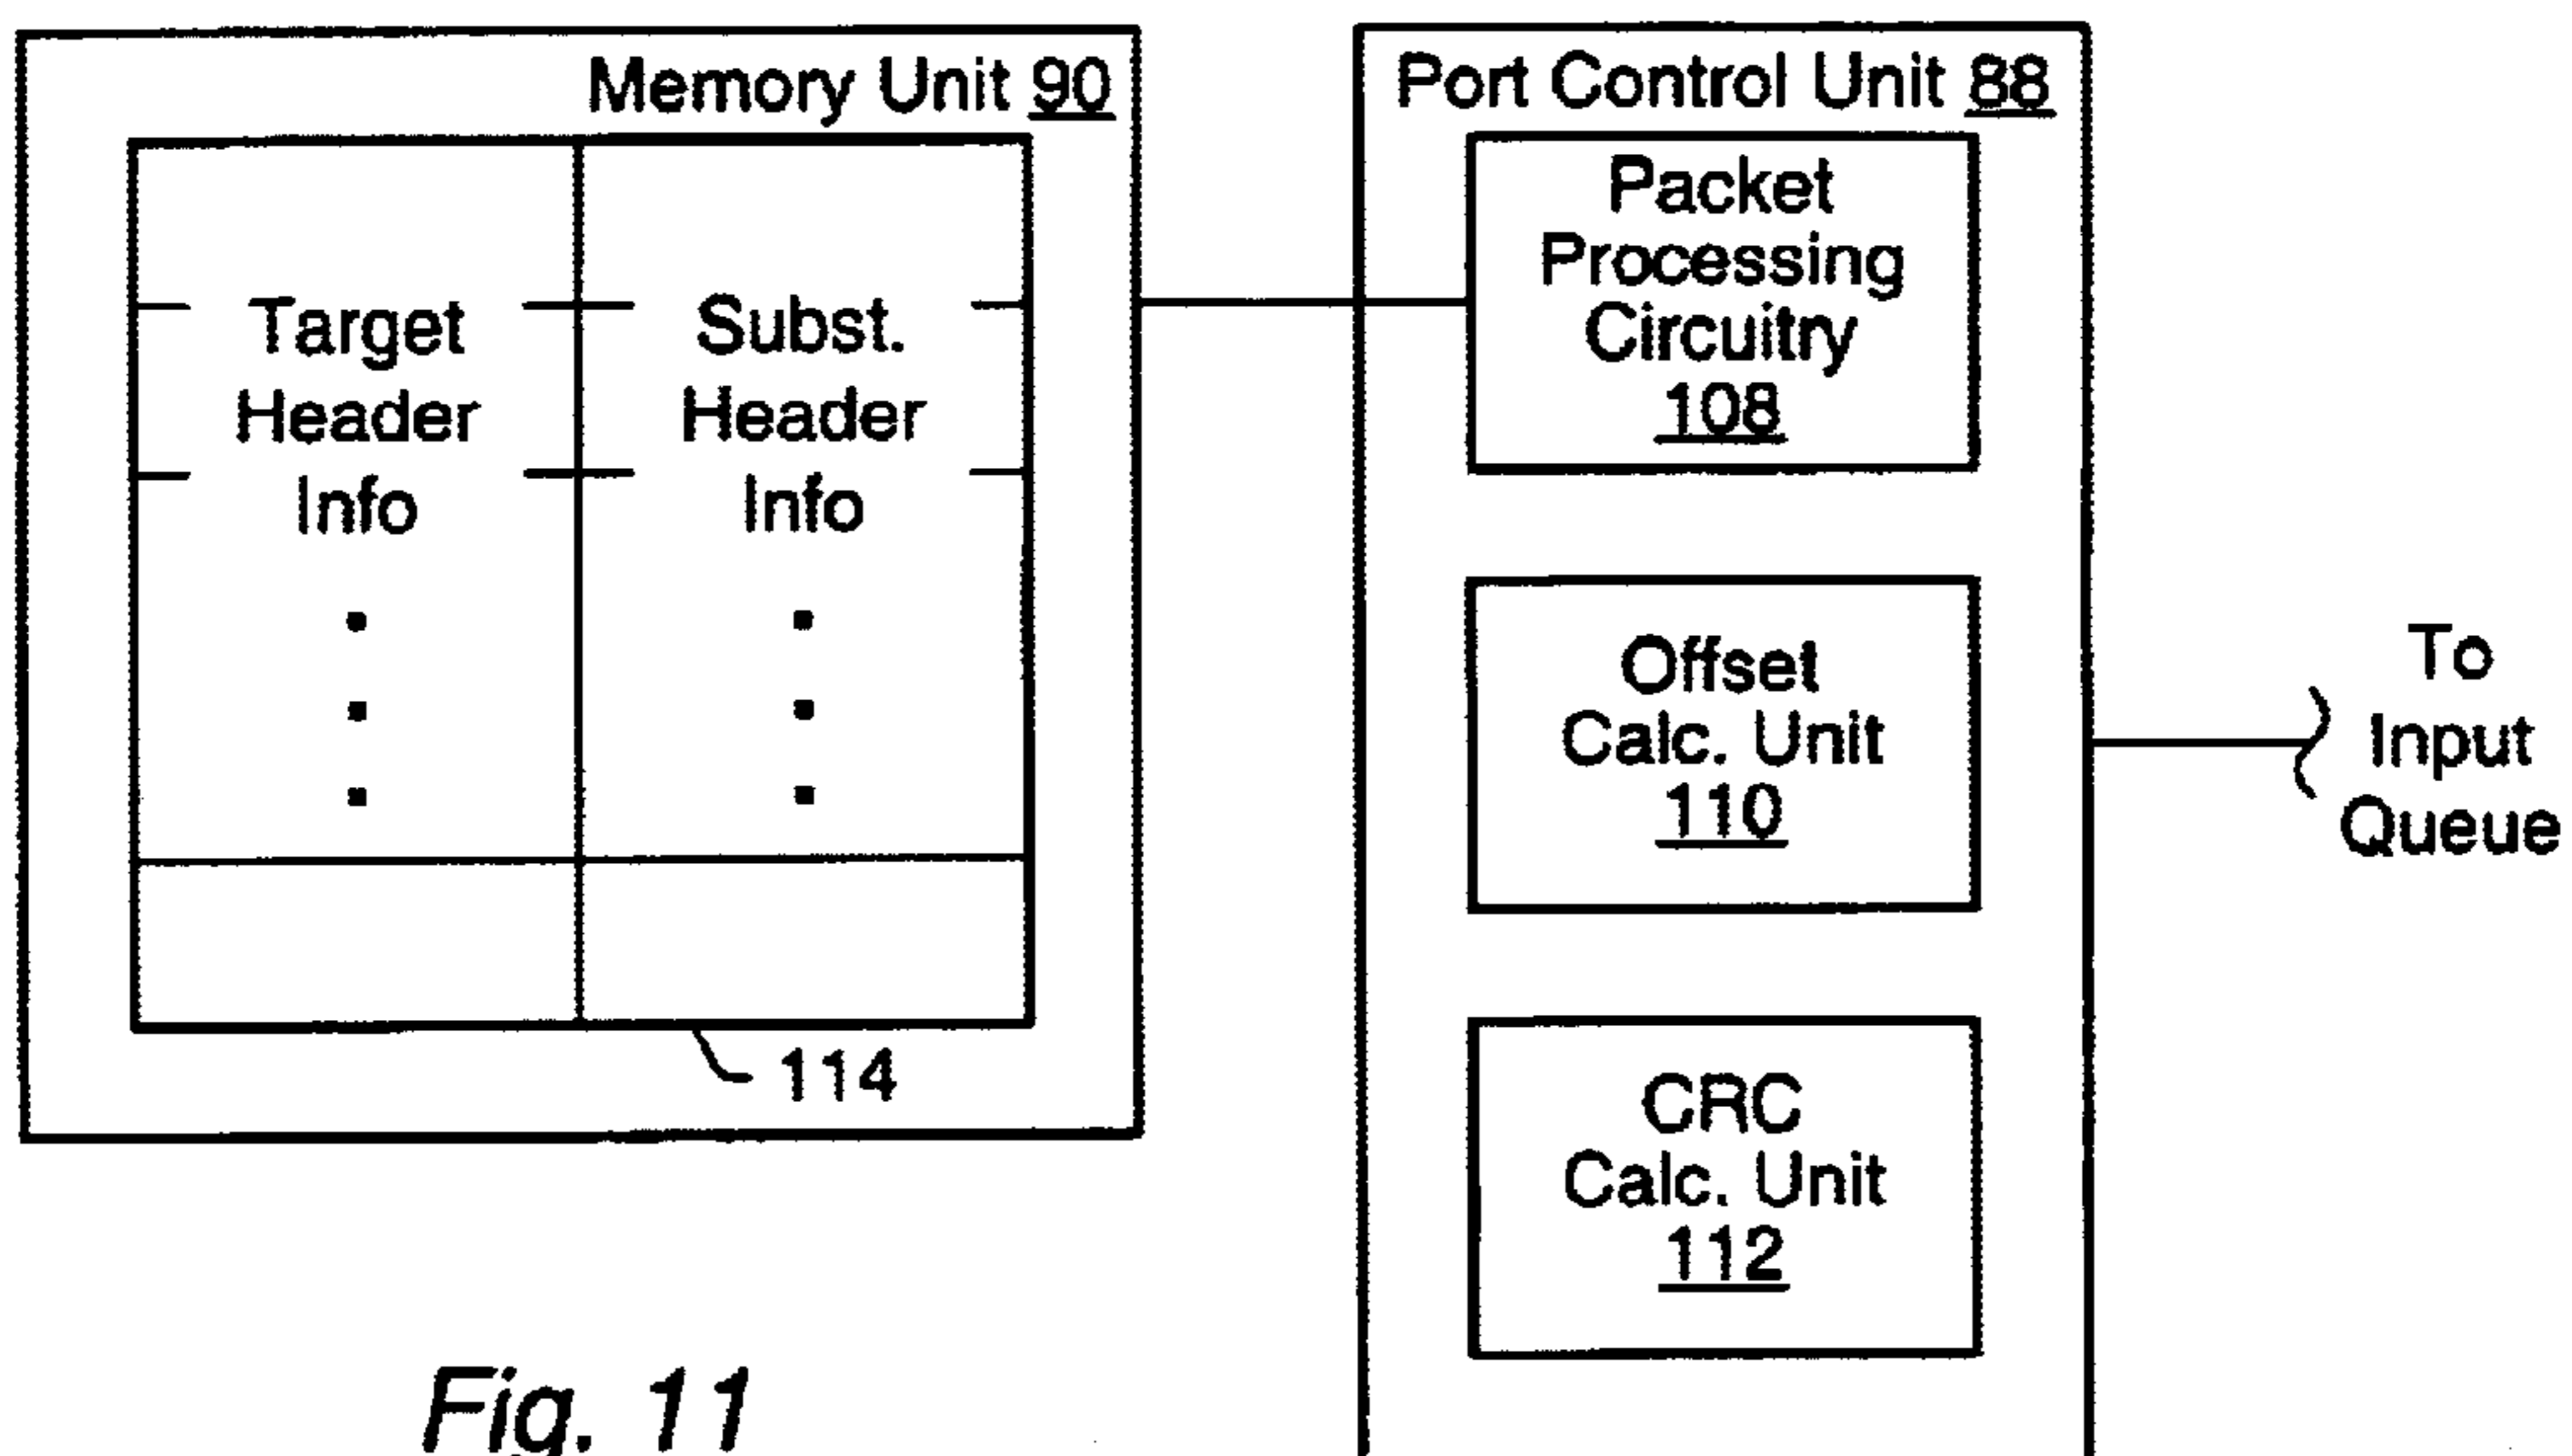 Memory Unit 90
Target
Header
Info
Subst.
Header
Info
114
Port Control Unit 88
Packet
Processing
Circuitry
108
Offset
Calc. Unit
110
CRC
Calc. Unit
112
To
Input
Queue
Fig. 11